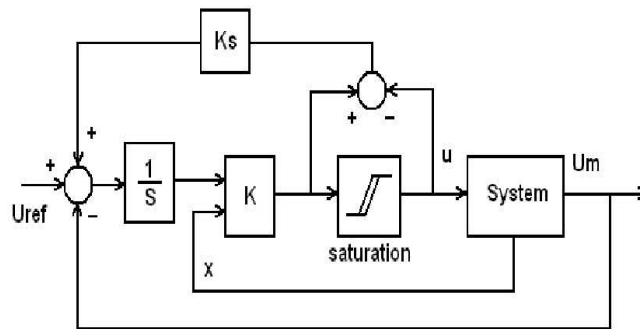 Ks
+
+
+ −
u
Um
Uref
−
1
S
K
System
saturation
x